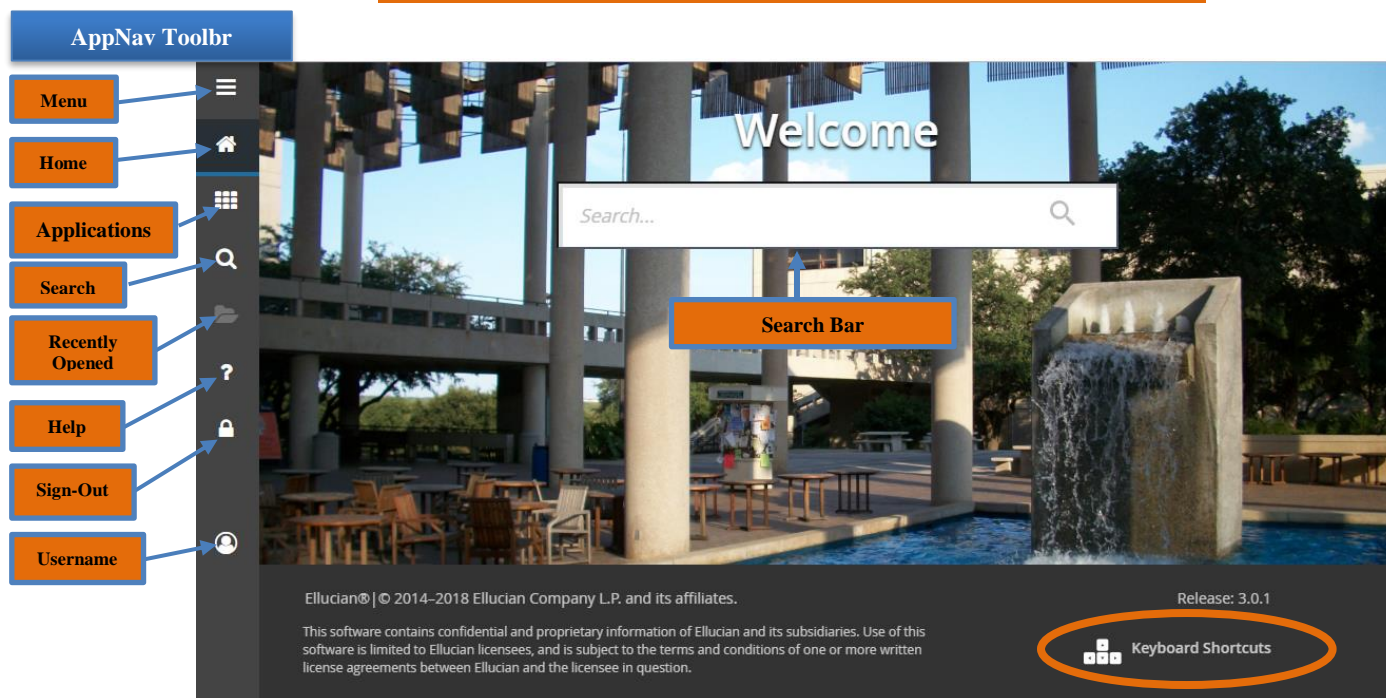 AppNav Toolbr
Menu
Home
Applications
Search
Recently
Opened
Help
Sign-Out
Username
Welcome
Search...
Search Bar
?
Ellucian®|© 2014–2018 Ellucian Company L.P. and its affiliates.
Release: 3.0.1
This software contains confidential and proprietary information of Ellucian and its subsidiaries. Use of this
software is limited to Ellucian licensees, and is subject to the terms and conditions of one or more written
license agreements between Ellucian and the licensee in question.
Keyboard Shortcuts